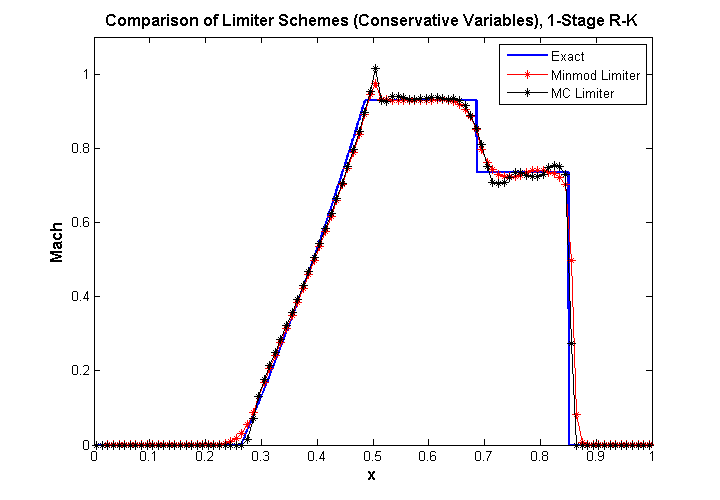 Comparison of Limiter Schemes (Conservative Variables), 1-Stage R-K
Exact
Minmod Limiter
MC Limiter
1
0.8
0.6
0.4
0.2
0
Mach
0 0.1 0.2 0.3 0.4 0.5 0.6 0.7 0.8 0.9 1
x